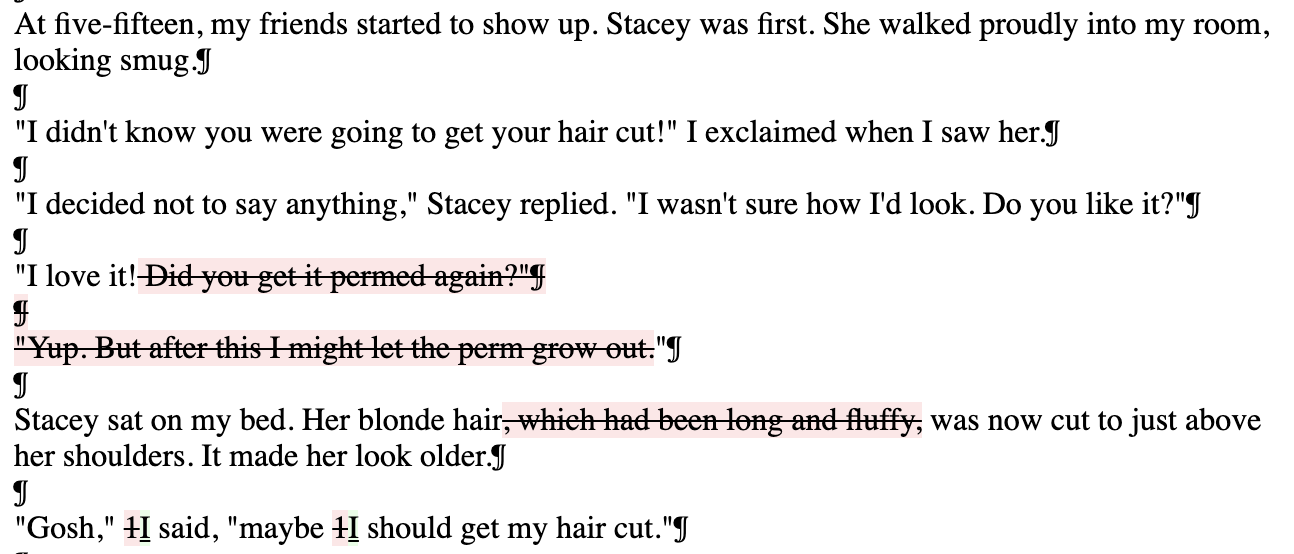 At five-fifteen, my friends started to show up. Stacey was first. She walked proudly into my room,
looking smug.¶
¶
"I didn't know you were going to get your hair cut!" I exclaimed when I saw her.¶
¶
"I decided not to say anything," Stacey replied. "I wasn't sure how I'd look. Do you like it?"¶
¶
"I love it! Did you get it permed again?"¶
¶
"Yup. But after this I might let the perm grow out."¶
¶
Stacey sat on my bed. Her blonde hair, which had been long and fluffy, was now cut to just above
her shoulders. It made her look older.¶
¶
"Gosh," 1I said, "maybe 1I should get my hair cut."¶